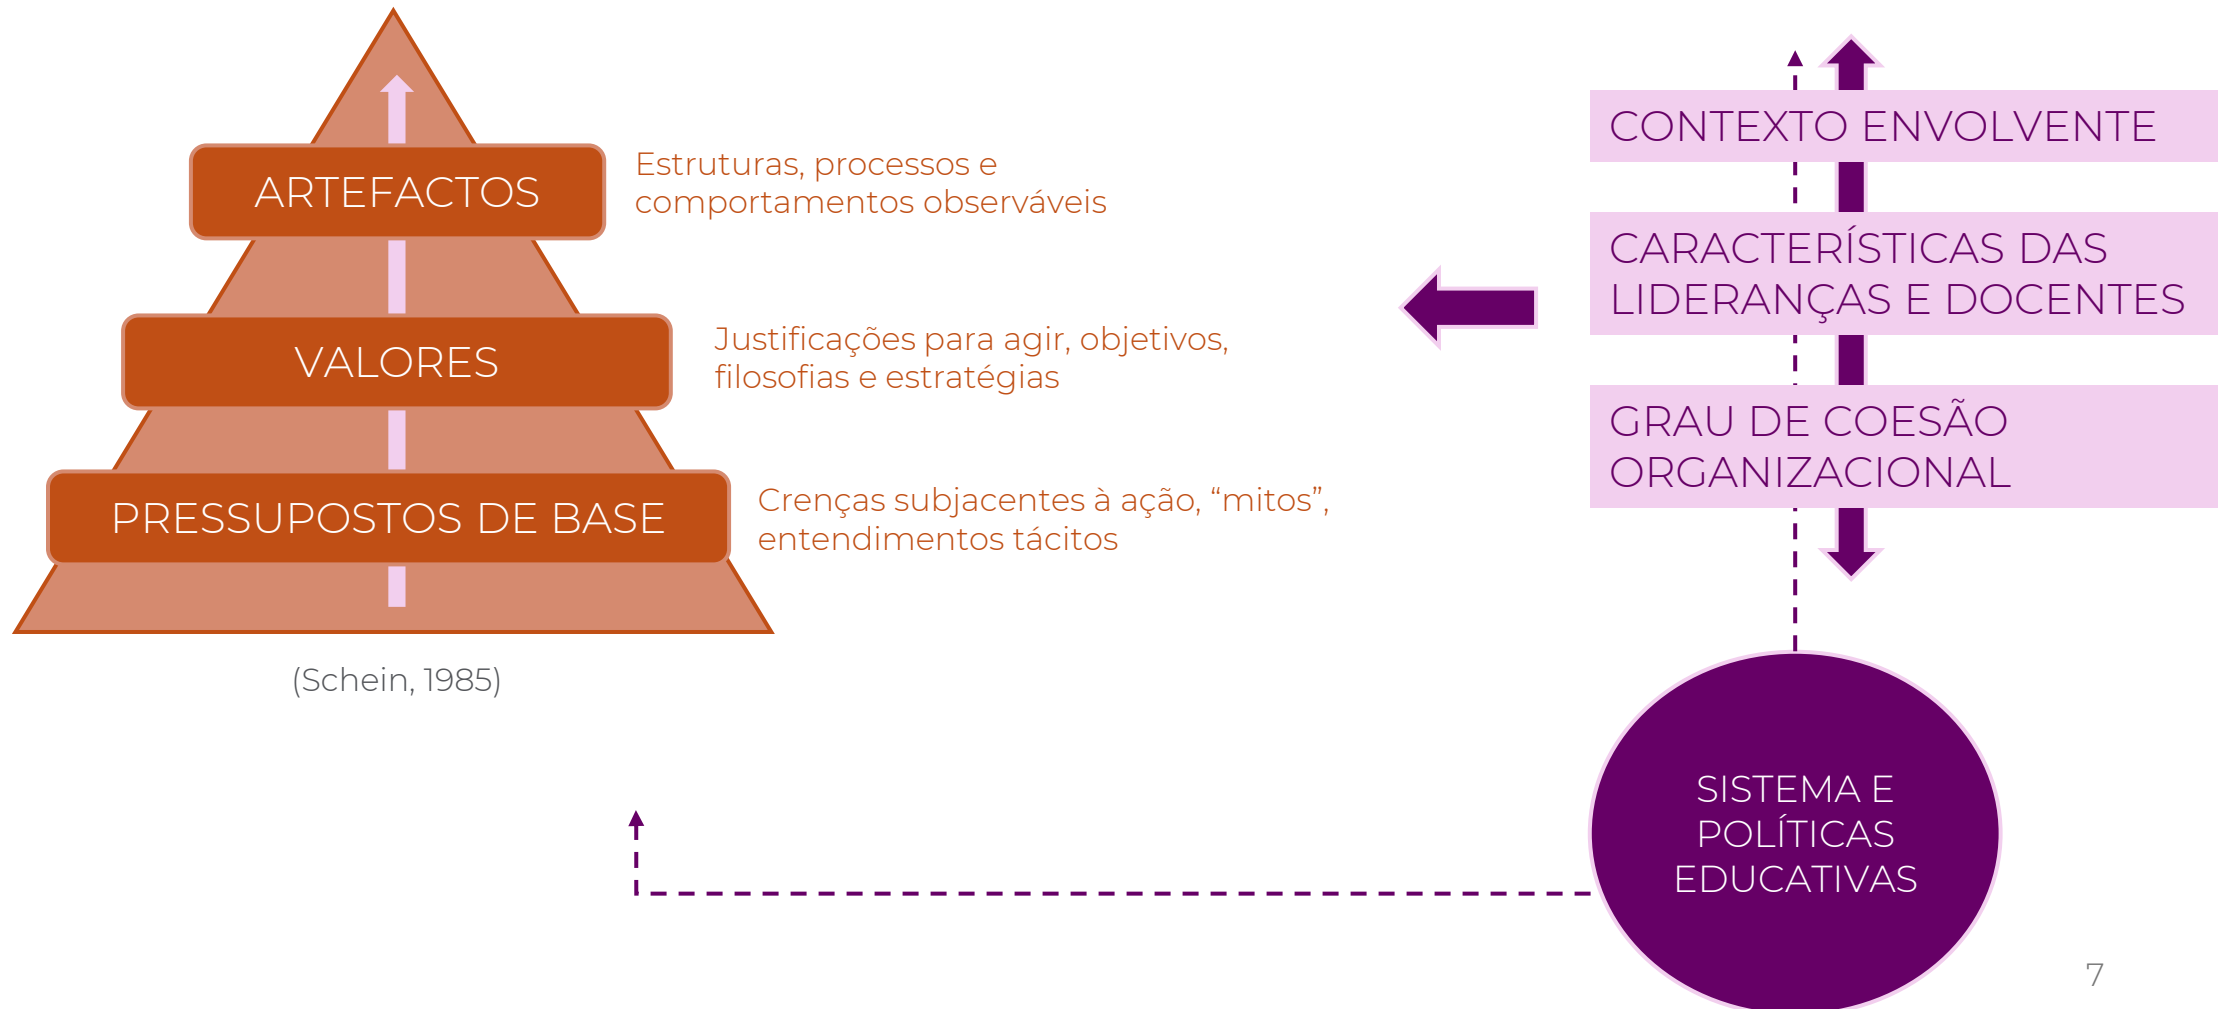 ARTEFACTOS
Estruturas, processos e
comportamentos observáveis
VALORES
Justificações para agir, objetivos,
filosofias e estratégias
PRESSUPOSTOS DE BASE
Crenças subjacentes à ação, “mitos”,
entendimentos tácitos
(Schein, 1985)
CONTEXTO ENVOLVENTE
CARACTERÍSTICAS DAS
LIDERANÇAS E DOCENTES
GRAU DE COESÃO
ORGANIZACIONAL
SISTEMA E
POLÍTICAS
EDUCATIVAS
7